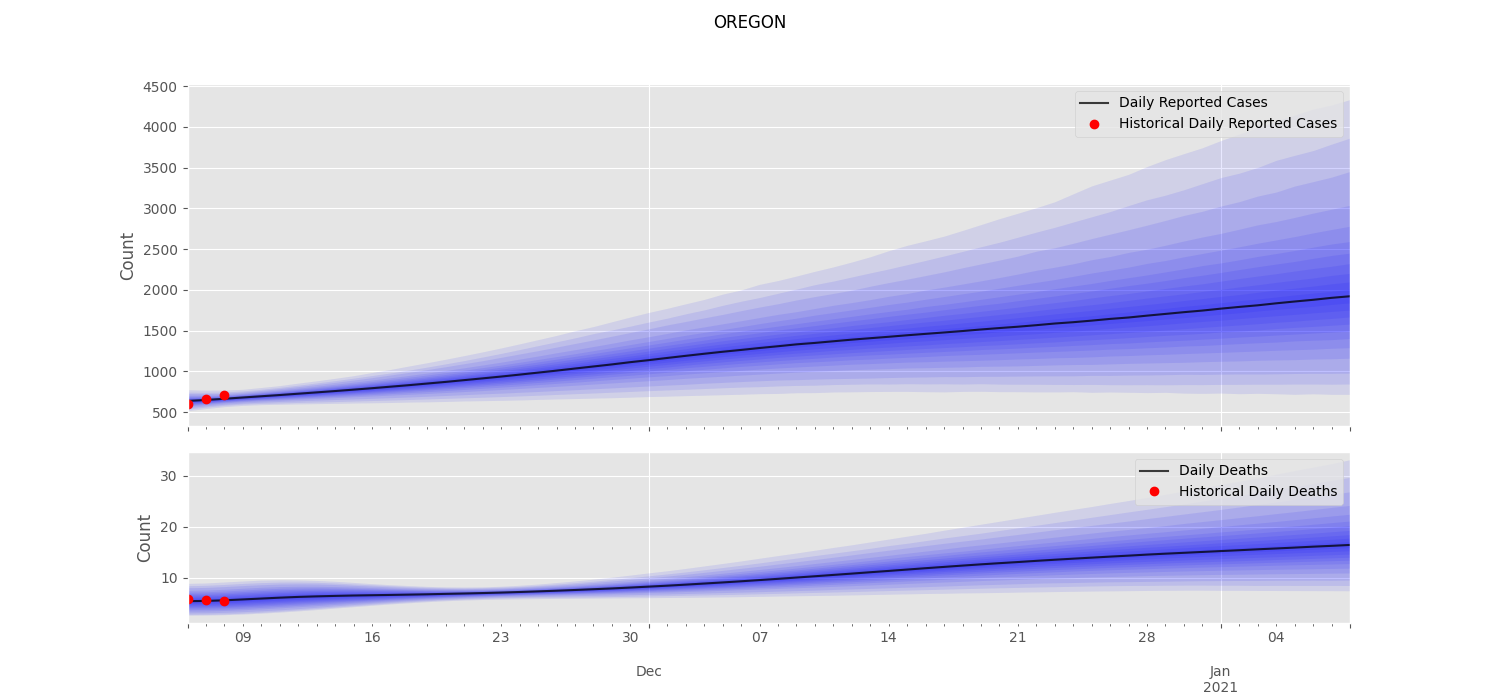 OREGON
4500
4000
3500
3000
2500
2000
1500
1000
500
Count
Daily Reported Cases
Historical Daily Reported Cases
30
20
10
Count
Daily Deaths
Historical Daily Deaths
09 16 23 30 07 14 21 28 04
Dec Jan
2021